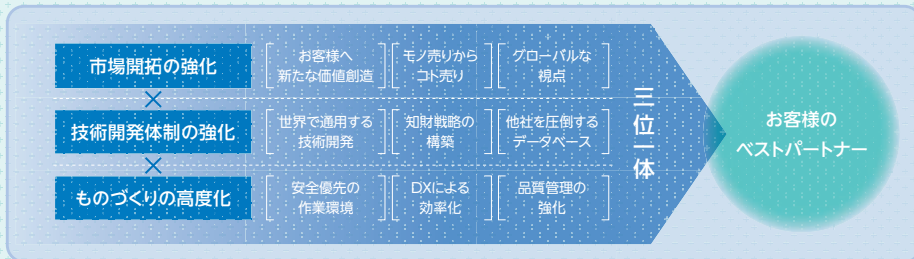 市場開拓の強化
お客様へ
新たな価値創造
モノ売りから
コト売り
グローバルな
視点
×
技術開発体制の強化
世界で通用する
技術開発
知財戦略の
構築
他社を圧倒する
データベース
×
ものづくりの高度化
安全優先の
作業環境
DXによる
効率化
品質管理の
強化
三位一体
お客様の
ベストパートナー